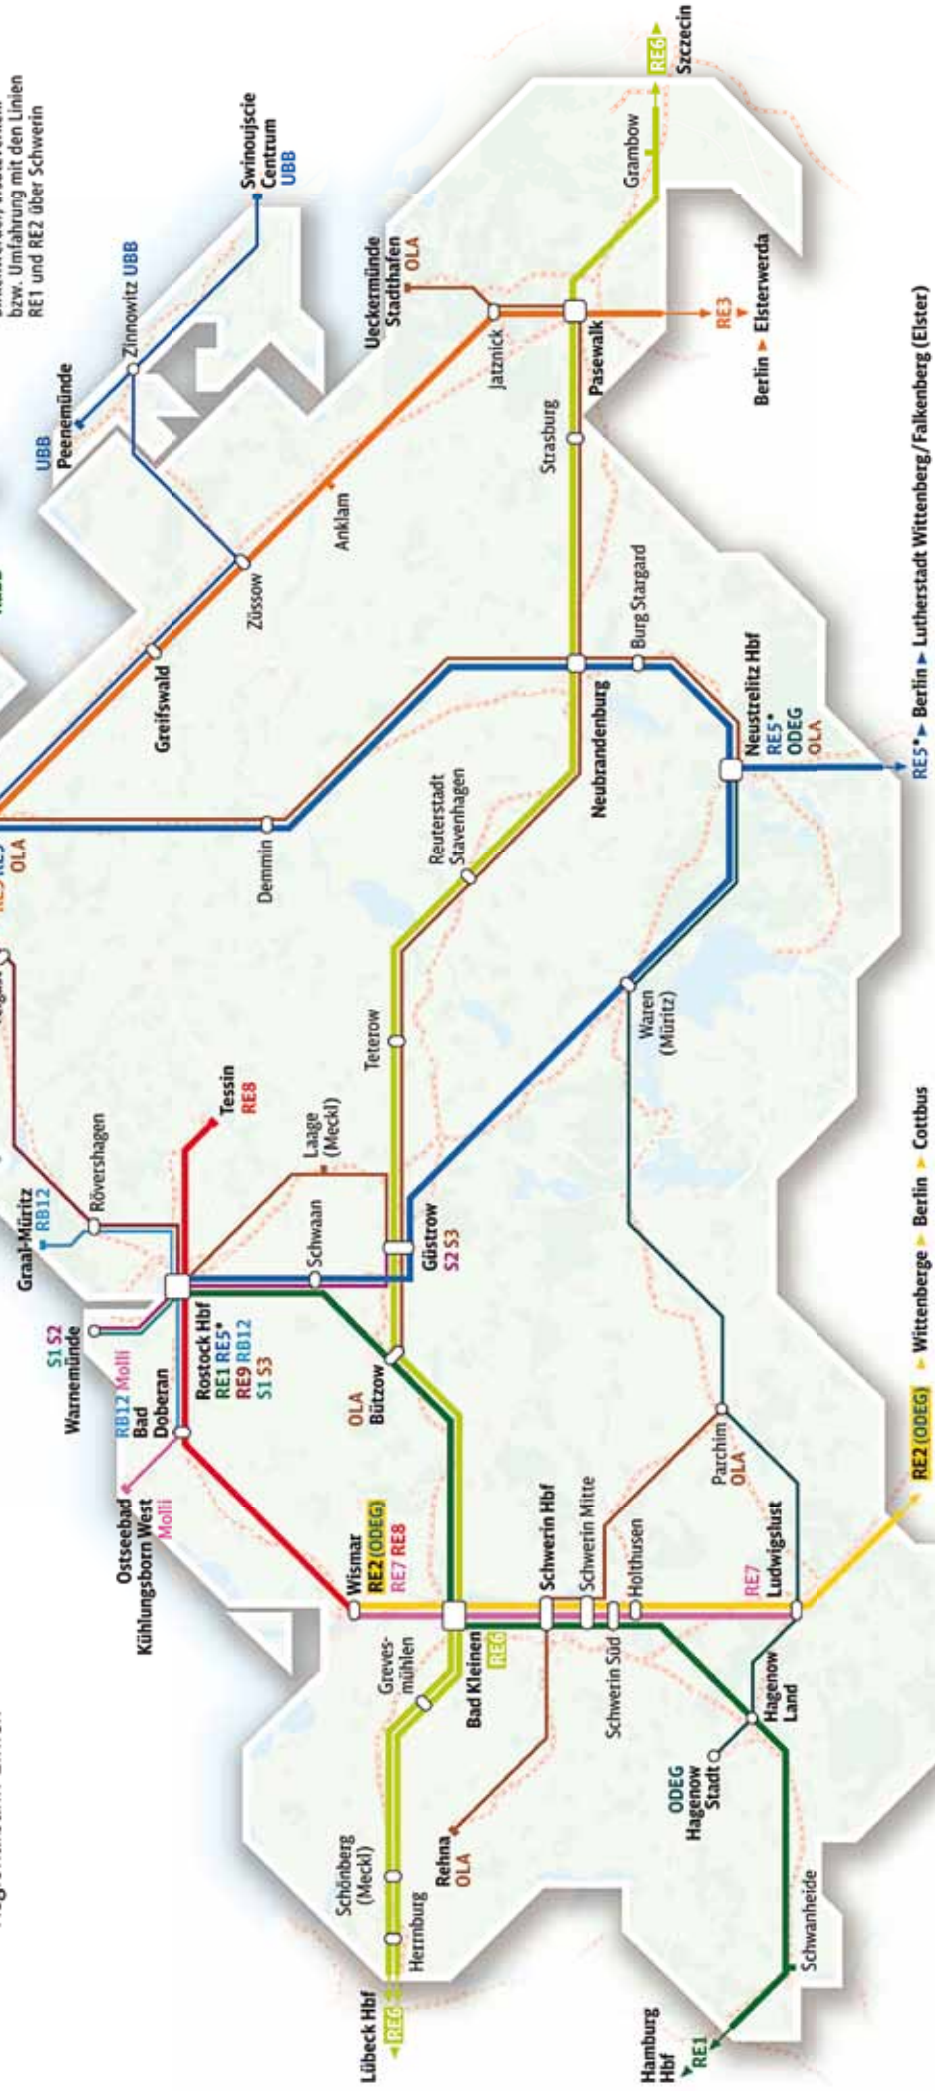 bzw. Umfahrung mit den Linien
RE1 und RE2 über Schwerin
UBB
Peenemünde
Zinnowitz UBB
Swinoujscie
Centrum
UBB
Greifswald
Züssow
Anklam
Ueckermünde
Stadthafen
OLA
Jatznick
Pasewalk
Strasburg
Grambow
RE6
Szczecin
RE3
Berlin Elsterwerda
OLA
Demmin
Reuterstadt
Stavenhagen
Neubrandenburg
Burg Stargard
Neustrelitz Hbf
RE5*
ODEG
OLA
RE5* Berlin Lutherstadt Wittenberg/Falkenberg (Elster)
Graal-Müritz
RB12
Rövershagen
Tessin
RE8
Laage
(Meckl)
Schwaan
Teterow
Güstrow
S2 S3
Waren
(Müritz)
S1 S2
Warnemünde
RB12 Molli
Bad
Doberan
Rostock Hbf
RE1 RE5*
RE9 RB12
S1 S3
OLA
Bützow
Ostseebad
Kühlungsborn West
Molli
Wismar
RE2 (ODEG)
RE7 RE8
Greves-
mühlen
Bad Kleinen
RE6
Schwerin Hbf
Schwerin Mitte
Schwerin Süd
Holthusen
Parchim
OLA
RE7
Ludwigslust
RE2 (ODEG) Wittenberge Berlin Cottbus
Hagenow
Land
ODEG
Hagenow
Stadt
Rehna
OLA
Schönberg
(Meckl)
Herrnburg
Lübeck Hbf
RE6
Schwanheide
Hamburg
Hbf
RE1